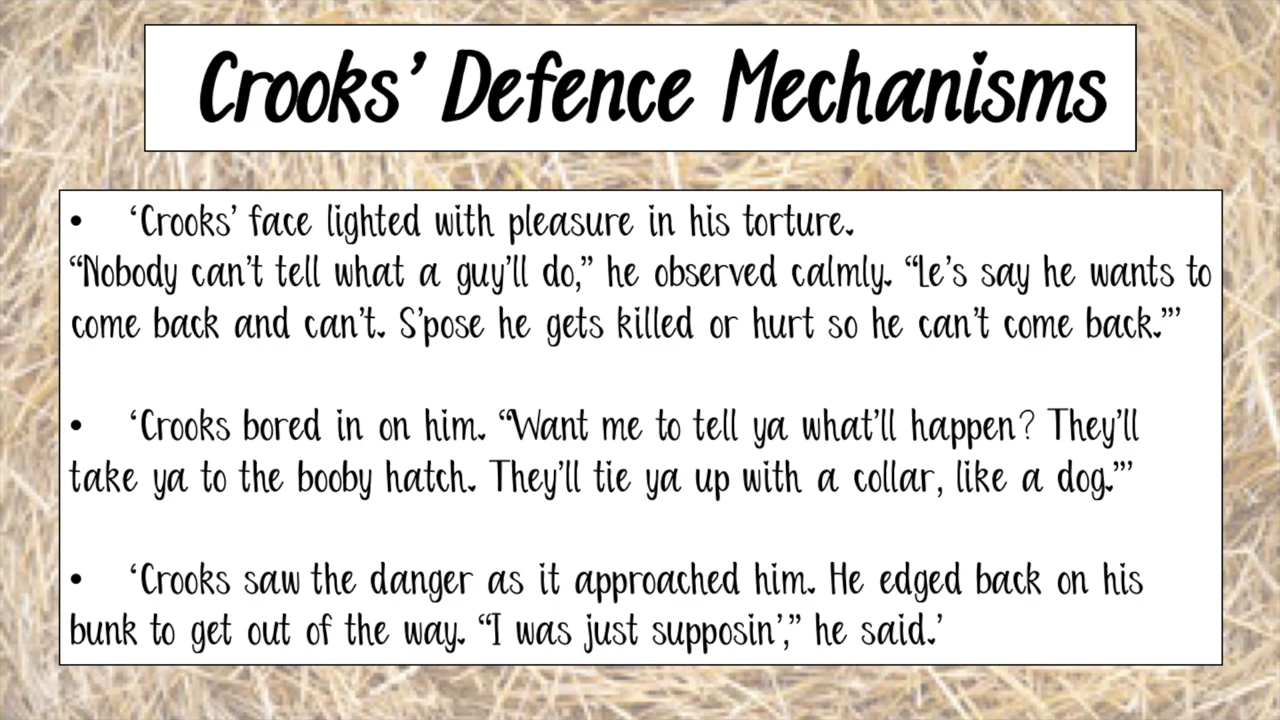 Crooks’ Defence Mechanisms
• ‘Crooks’ face lighted with pleasure in his torture.
“Nobody can’t tell what a guy’ll do,” he observed calmly. “Le’s say he wants to
come back and can’t. S’pose he gets killed or hurt so he can’t come back.”’
• ‘Crooks bored in on him. “Want me to tell ya what’ll happen? They’ll
take ya to the booby hatch. They’ll tie ya up with a collar, like a dog.”’
• ‘Crooks saw the danger as it approached him. He edged back on his
bunk to get out of the way. “I was just supposin’,” he said.’